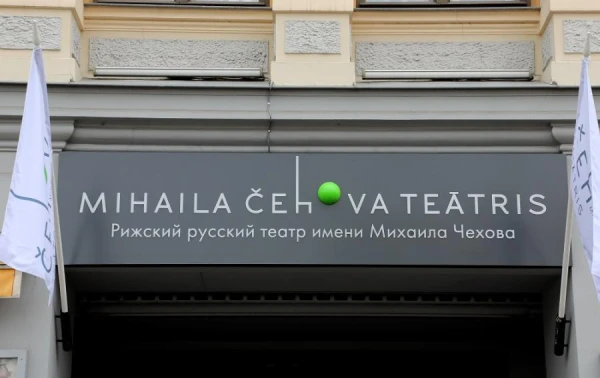 MIHAILA ČEhOVA TEĀTRIS
Рижский русский театр имени Михаила Чехова